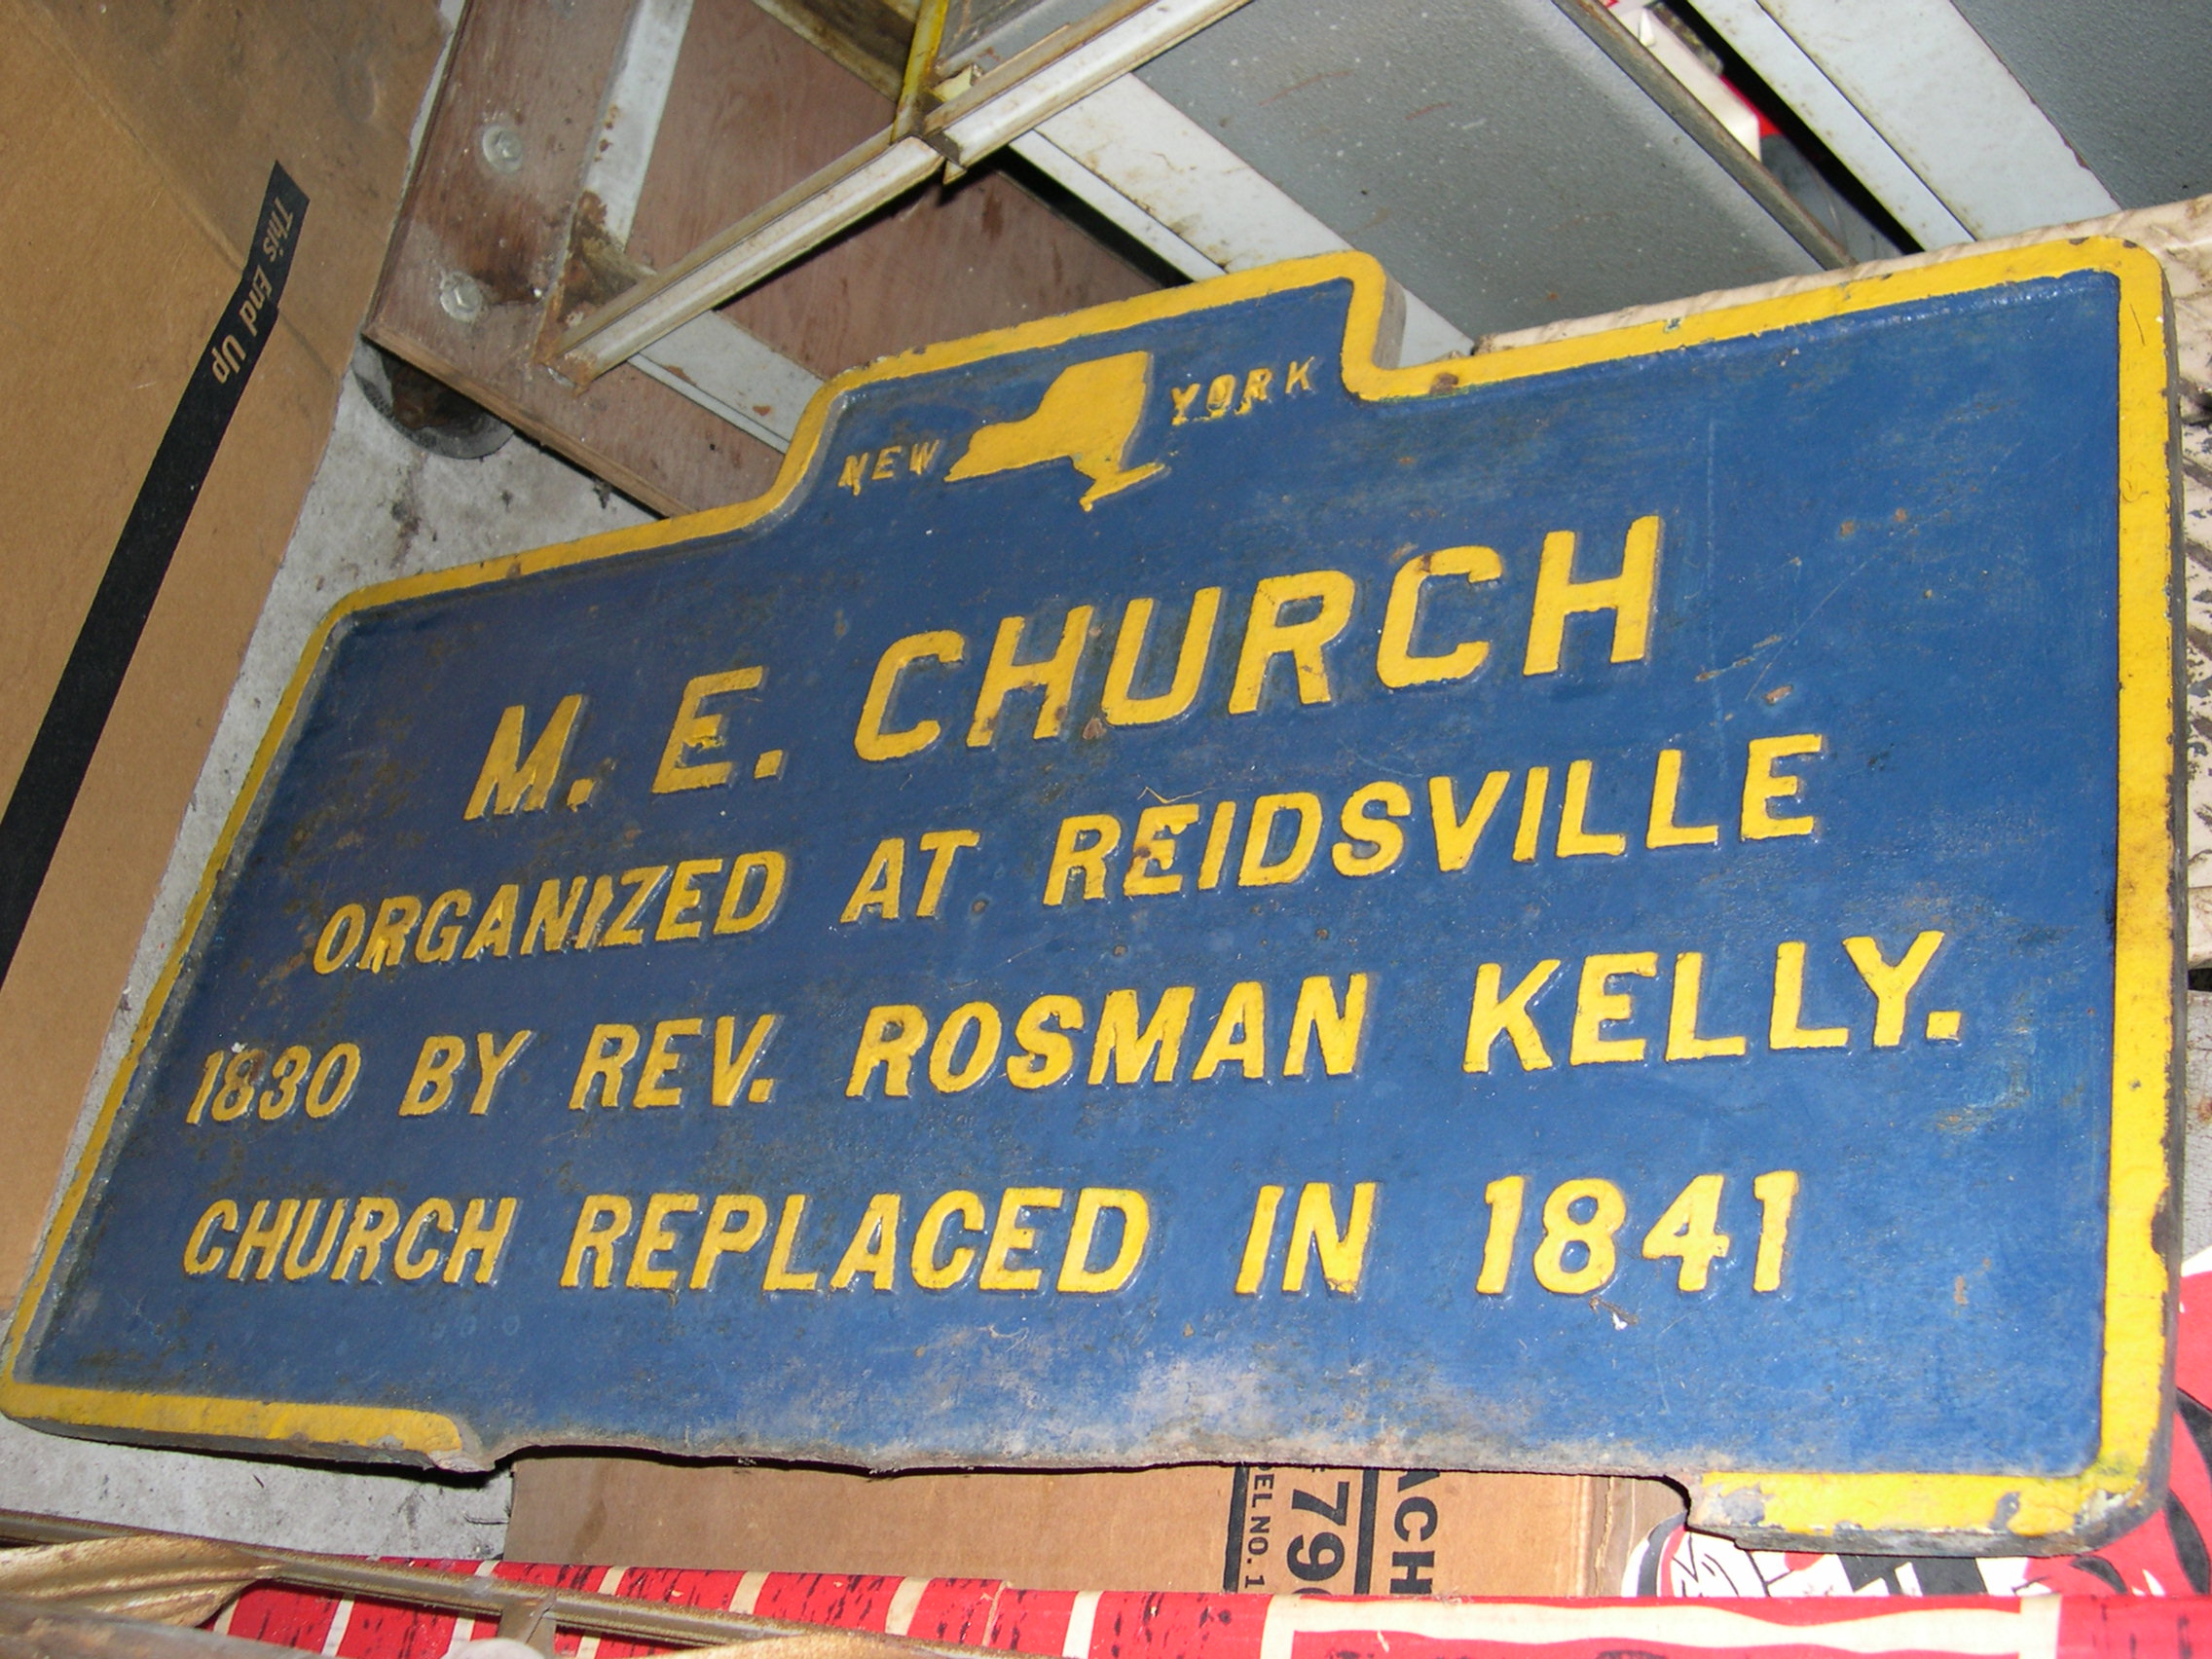 This End Up
NEW YORK
M. E. CHURCH
ORGANIZED AT REIDSVILLE
1830 BY REV. ROSMAN KELLY.
CHURCH REPLACED IN 1841